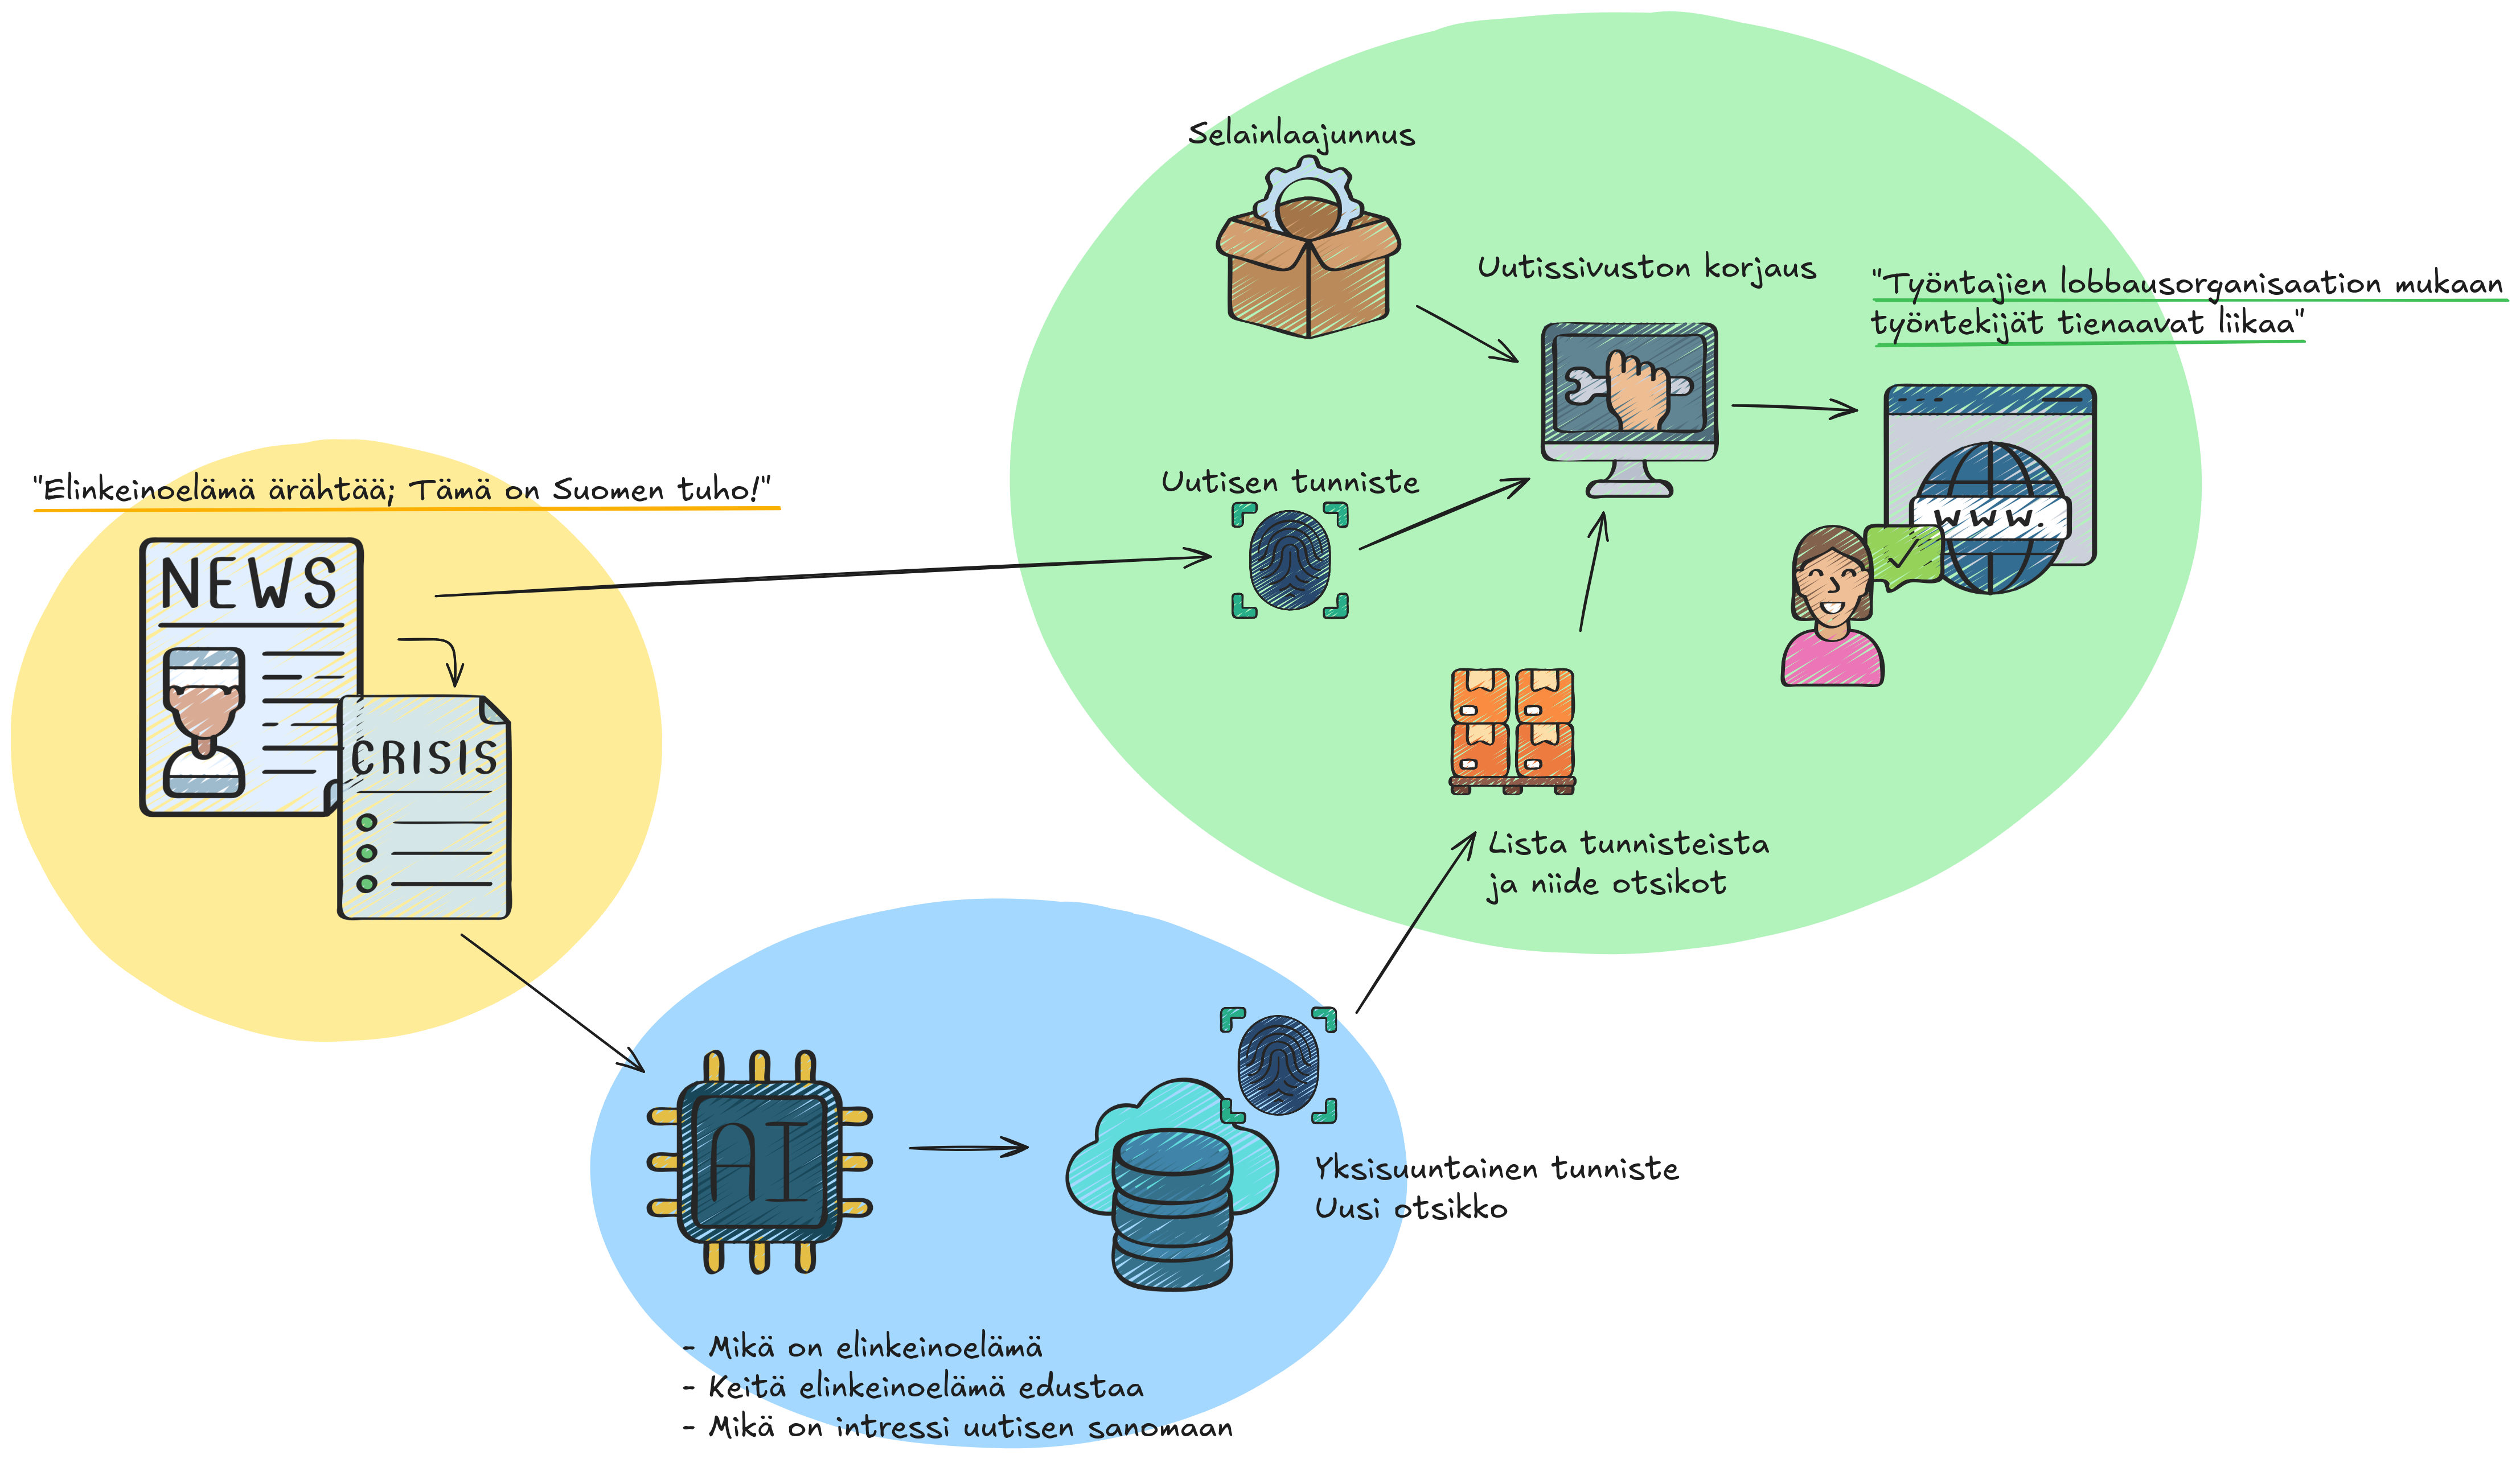 Selainlaajunnus
Uutissivuston korjaus
"Työntajien lobbausorganisaation mukaan
työntekijät tienaavat liikaa"
"Elinkeinoelämä ärähtää; Tämä on Suomen tuho!"
Uutisen tunniste
NEWS
WWW.
CRISIS
Lista tunnisteista
ja niide otsikot
AI
Yksisuuntainen tunniste
Uusi otsikko
- Mikä on elinkeinoelämä
- Keitä elinkeinoelämä edustaa
- Mikä on intressi uutisen sanomaan